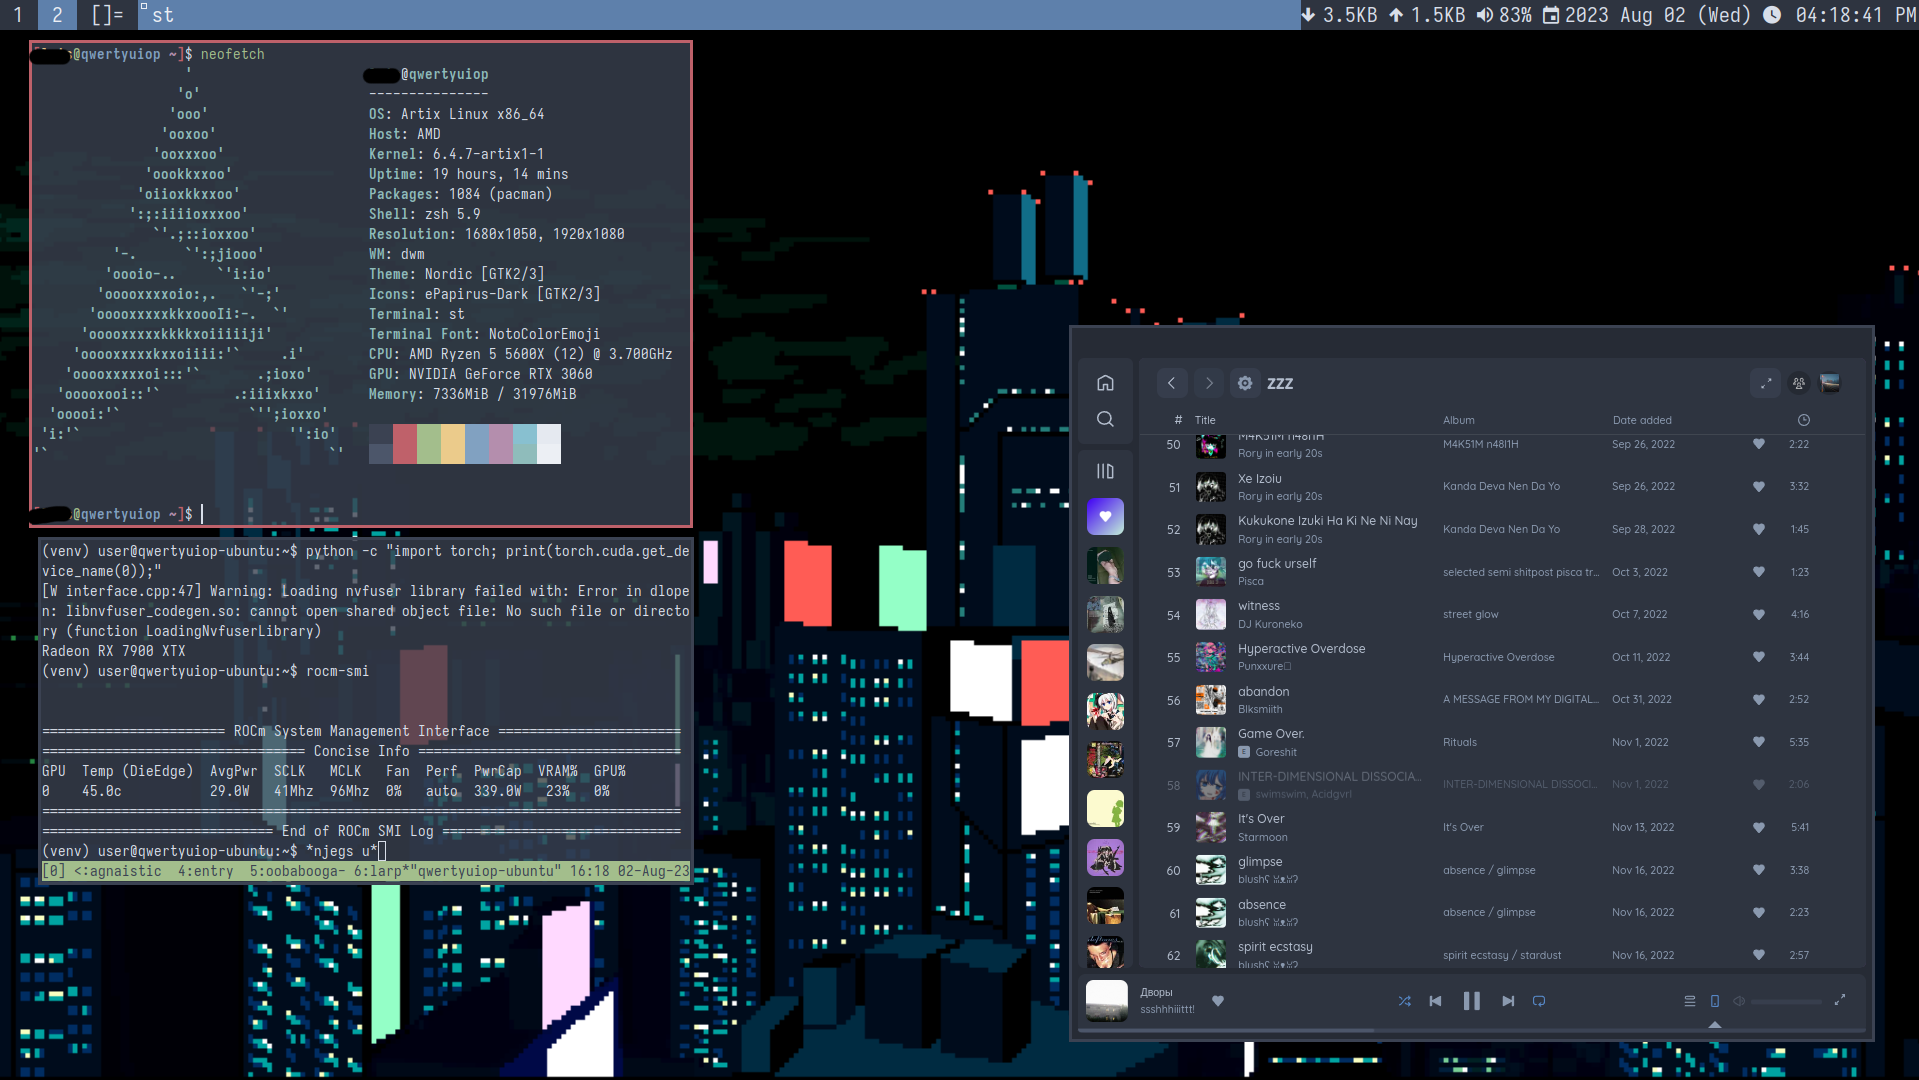 1 2 []= st
3.5KB 1.5KB 83% 2023 Aug 02 (Wed) 04:18:41 PM
@qwertyuiop ~]$ neofetch
@qwertyuiop
---------------
OS: Artix Linux x86_64
Host: AMD
Kernel: 6.4.7-artix1-1
Uptime: 19 hours, 14 mins
Packages: 1084 (pacman)
Shell: zsh 5.9
Resolution: 1680x1050, 1920x1080
WM: dwm
Theme: Nordic [GTK2/3]
Icons: ePapirus-Dark [GTK2/3]
Terminal: st
Terminal Font: NotoColorEmoji
CPU: AMD Ryzen 5 5600X (12) @ 3.700GHz
GPU: NVIDIA GeForce RTX 3060
Memory: 7336MiB / 31976MiB
@qwertyuiop ~]$
(venv) user@qwertyuiop-ubuntu:~$ python -c "import torch; print(torch.cuda.get_de
vice_name(0));"
[W interface.cpp:47] Warning: Loading nvfuser library failed with: Error in dlope
n: libnvfuser_codegen.so: cannot open shared object file: No such file or directo
ry (function LoadingNvfuserLibrary)
Radeon RX 7900 XTX
(venv) user@qwertyuiop-ubuntu:~$ rocm-smi
======================= ROCm System Management Interface =======================
================================= Concise Info =================================
GPU Temp (DieEdge) AvgPwr SCLK MCLK Fan Perf PwrCap VRAM% GPU%
0 45.0c 29.0W 41Mhz 96Mhz 0% auto 339.0W 23% 0%
================================================================================
============================= End of ROCm SMI Log ==============================
(venv) user@qwertyuiop-ubuntu:~$ *njegs u*
[0] <:agnaistic 4:entry 5:oobabooga- 6:larp*"qwertyuiop-ubuntu" 16:18 02-Aug-23
zzz
# Title Album Date added
50 M4K51M n48I1H M4K51M n48I1H Sep 26, 2022 2:22
Rory in early 20s
51 Xe Izoiu Kanda Deva Nen Da Yo Sep 26, 2022 3:32
Rory in early 20s
52 Kukukone Izuki Ha Ki Ne Ni Nay Kanda Deva Nen Da Yo Sep 28, 2022 1:45
Rory in early 20s
53 go fuck urself selected semi shitpost pisca tr... Oct 3, 2022 1:23
Pisca
54 witness street glow Oct 7, 2022 4:16
DJ Kuroneko
55 Hyperactive Overdose Hyperactive Overdose Oct 11, 2022 3:44
Punxxure□
56 abandon A MESSAGE FROM MY DIGITAL... Oct 31, 2022 2:52
Blksmiith
57 Game Over. Rituals Nov 1, 2022 5:35
E Goreshit
58 INTER-DIMENSIONAL DISSOCIA... INTER-DIMENSIONAL DISSOCI... Nov 1, 2022 2:06
E swimswim, Acidgvrl
59 It's Over It's Over Nov 13, 2022 5:41
Starmoon
60 glimpse absence / glimpse Nov 16, 2022 3:38
blush
61 absence absence / glimpse Nov 16, 2022 2:23
blush
62 spirit ecstasy spirit ecstasy / stardust Nov 16, 2022 2:57
blush
Дворы
ssshhhiiittt!